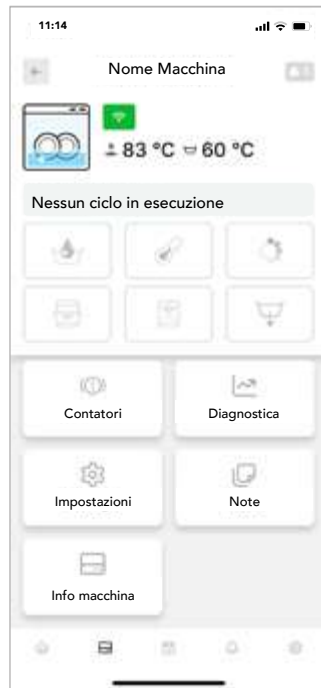 11:14
Nome Macchina
83 °C 60 °C
Nessun ciclo in esecuzione
Contatori
Diagnostica
Impostazioni
Note
Info macchina